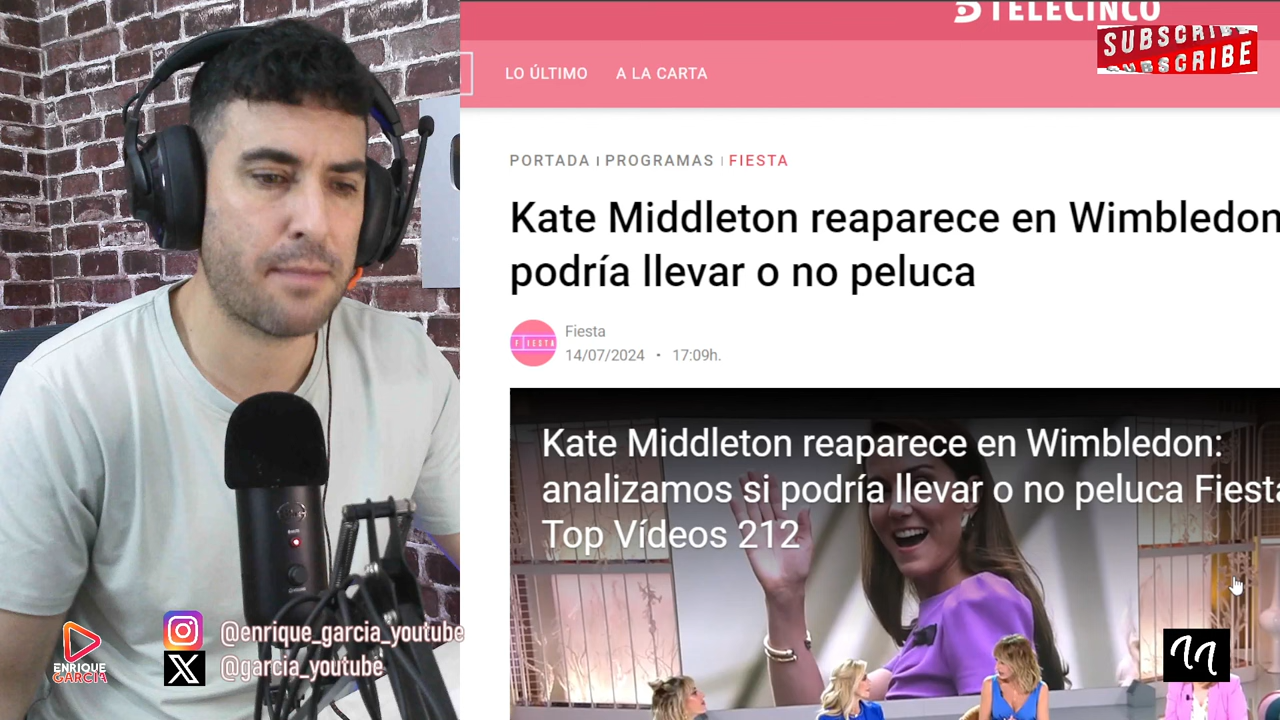 TELECINCO
SUBSCRIBE
SUBSCRIBE
LO ÚLTIMO A LA CARTA
PORTADA | PROGRAMAS | FIESTA
Kate Middleton reaparece en Wimbledon
podría llevar o no peluca
Fiesta
FIESTA
14/07/2024 • 17:09h.
Kate Middleton reaparece en Wimbledon:
analizamos si podría llevar o no peluca Fiesta
Top Vídeos 212
@enrique_garcia_youtube
@garcia_youtube
ENRIQUE
GARCIA